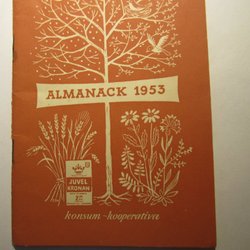 ALMANACK 1953
JUVEL
KRONAN
konsum-kooperativa